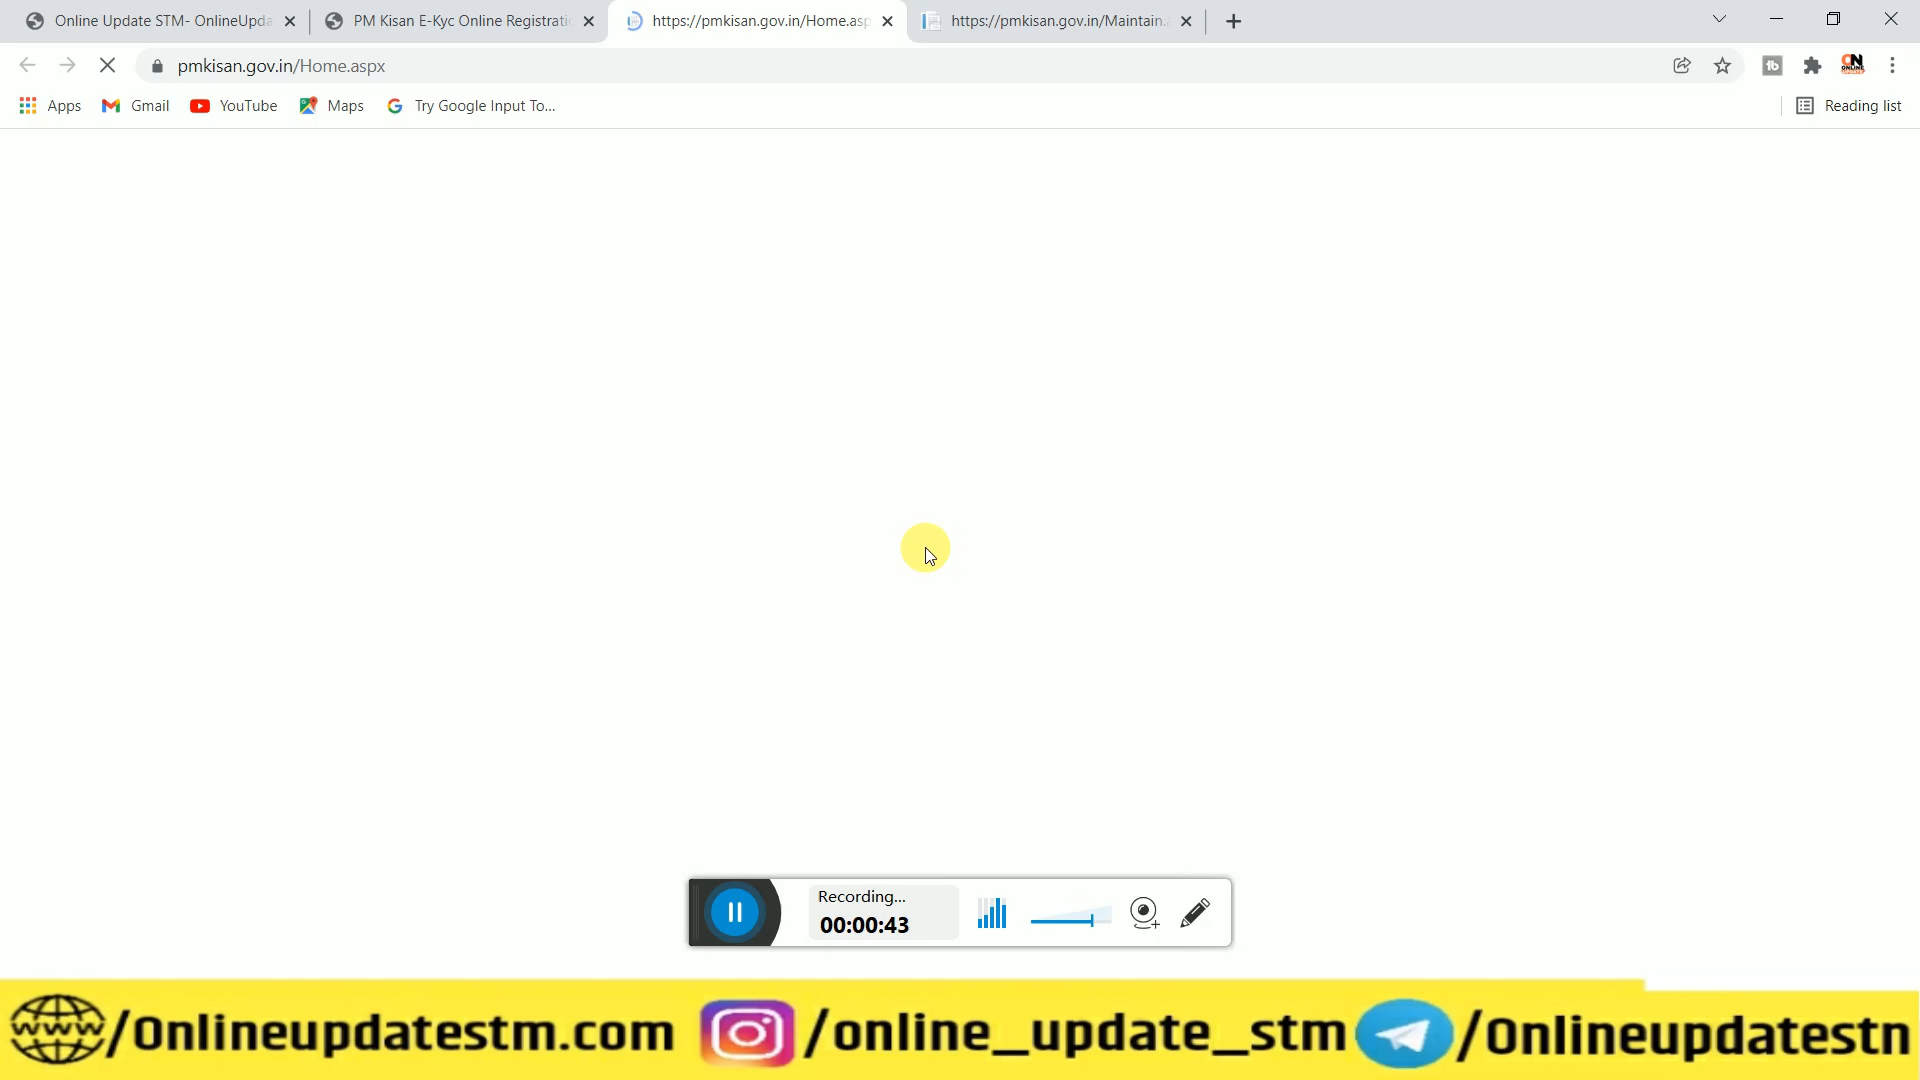 Online Update STM- OnlineUpda
PM Kisan E-Kyc Online Registrati
https://pmkisan.gov.in/Home.asp
https://pmkisan.gov.in/Maintain.
pmkisan.gov.in/Home.aspx
Apps
Gmail
YouTube
Maps
Try Google Input To...
Reading list
Recording...
00:00:43
www/Onlineupdatestm.com
/online_update_stm
/Onlineupdatestn